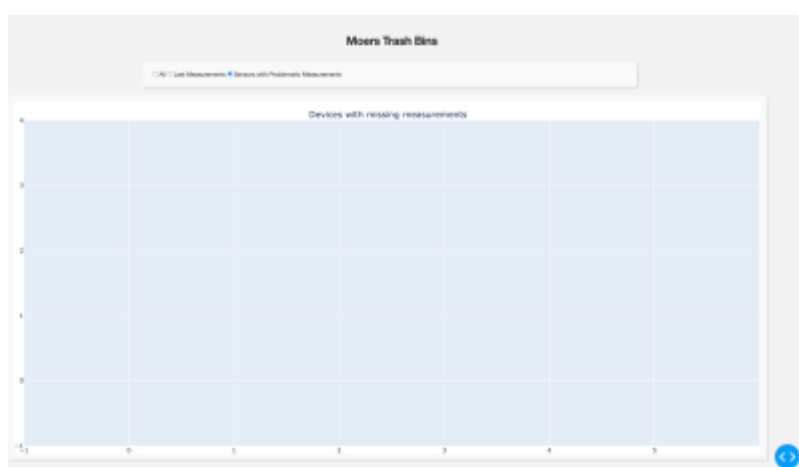 Moers Trash Bins
All Last Measurements Sensors with Problematic Measurements
Devices with missing measurements
4
3
2
1
0
-1
-1 0 1 2 3 4 5